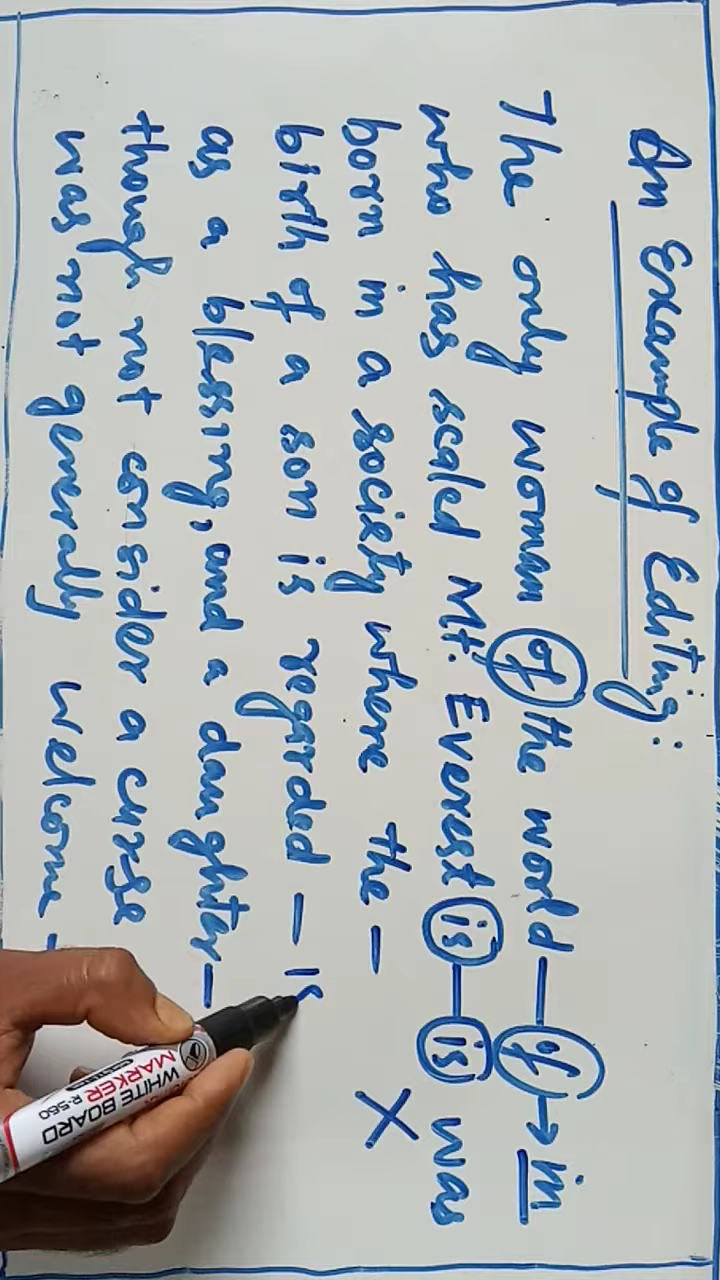 An Example of Editing:
The only woman of the world — of → in
who has scaled Mt. Everest is — is was
born in a society where the — X
birth of a son is regarded — is
as a blessing, and a daughter —
though not consider a curse
was not generally welcome -
WHITE BOARD
MARKER R-560